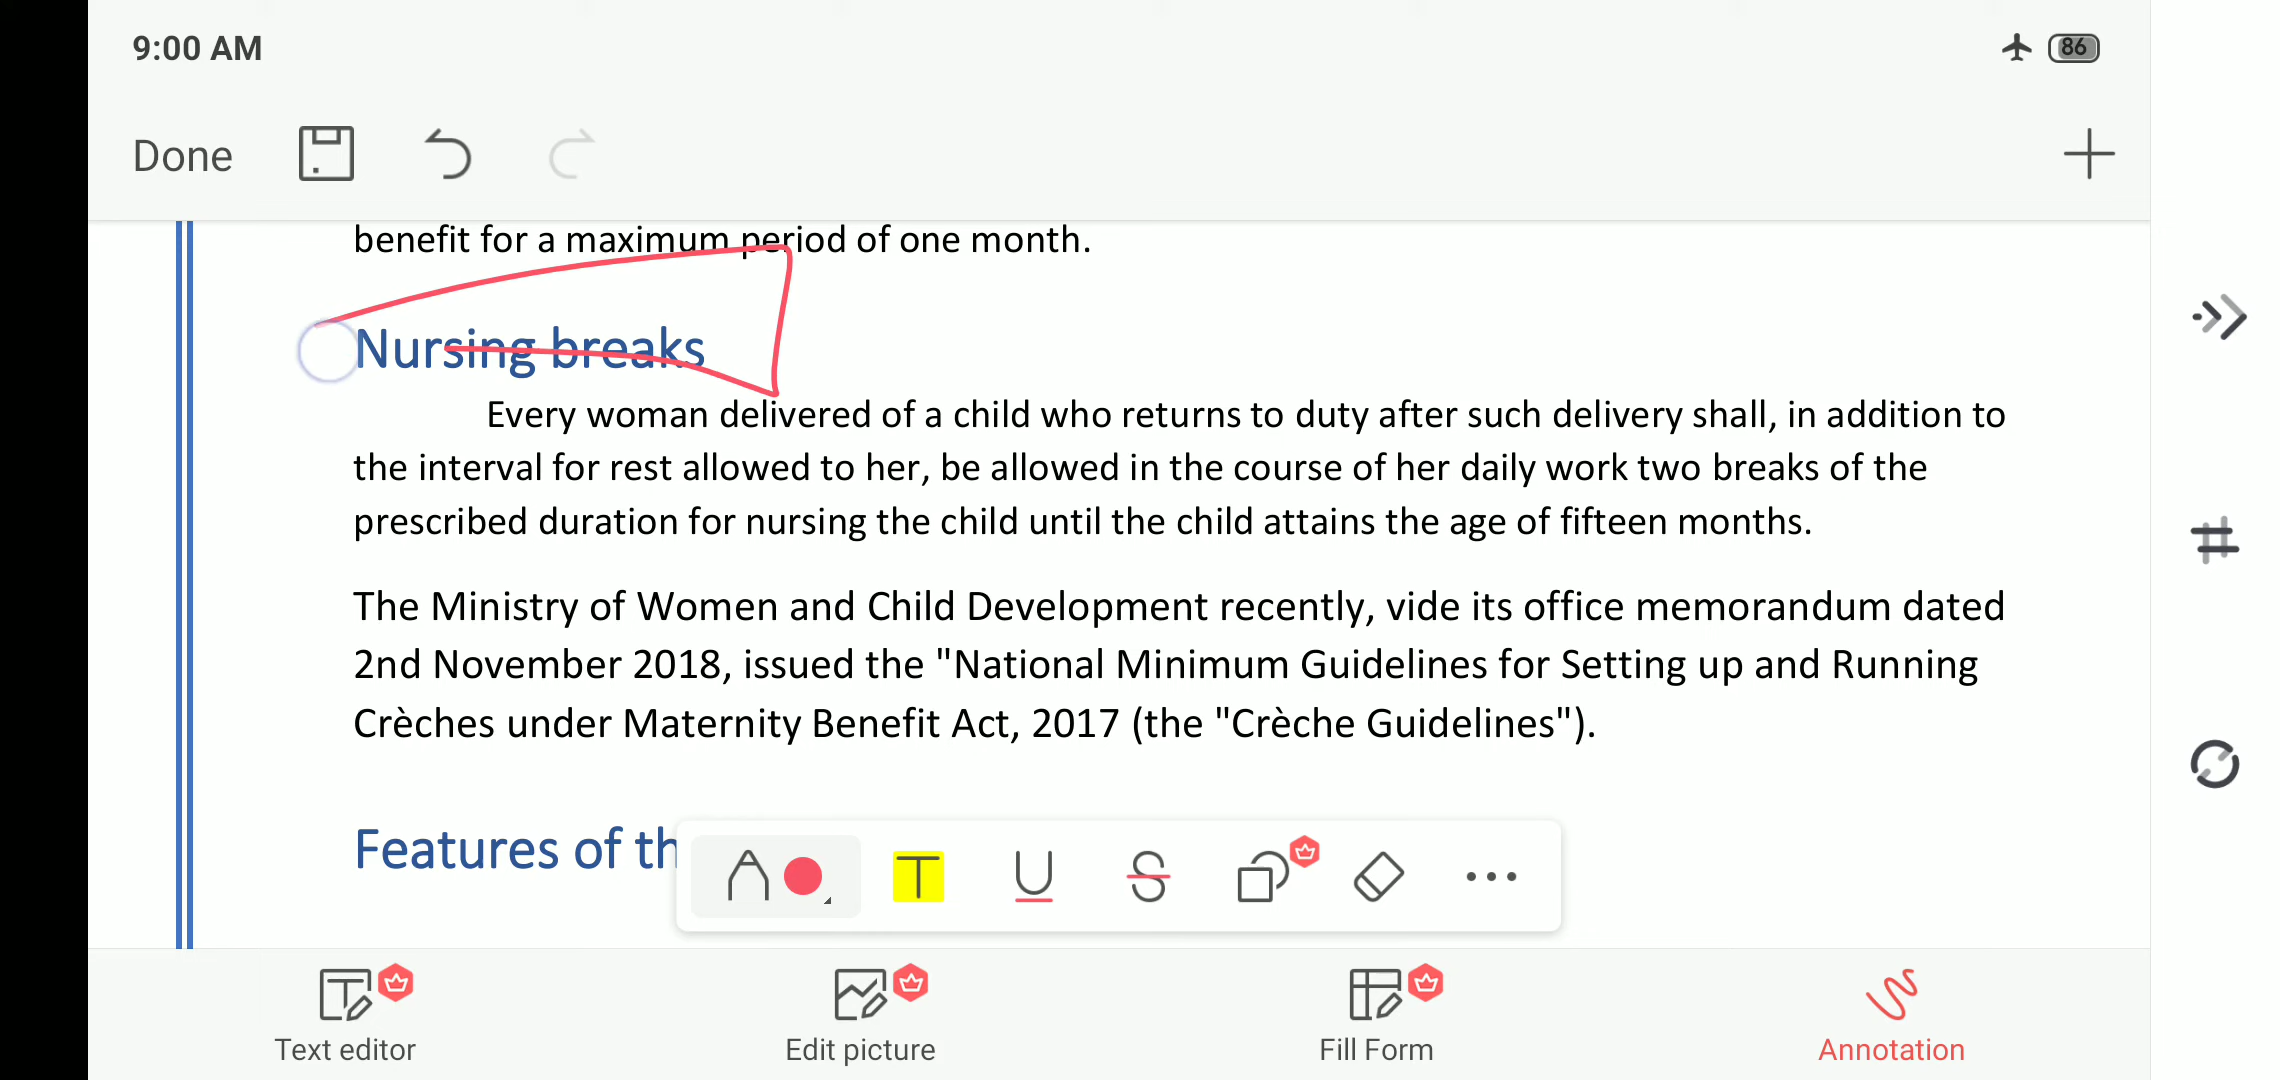 9:00 AM
86
Done
benefit for a maximum period of one month.
Nursing breaks
Every woman delivered of a child who returns to duty after such delivery shall, in addition to
the interval for rest allowed to her, be allowed in the course of her daily work two breaks of the
prescribed duration for nursing the child until the child attains the age of fifteen months.
The Ministry of Women and Child Development recently, vide its office memorandum dated
2nd November 2018, issued the "National Minimum Guidelines for Setting up and Running
Crèches under Maternity Benefit Act, 2017 (the "Crèche Guidelines").
Features of th
T U S
Text editor Edit picture Fill Form Annotation